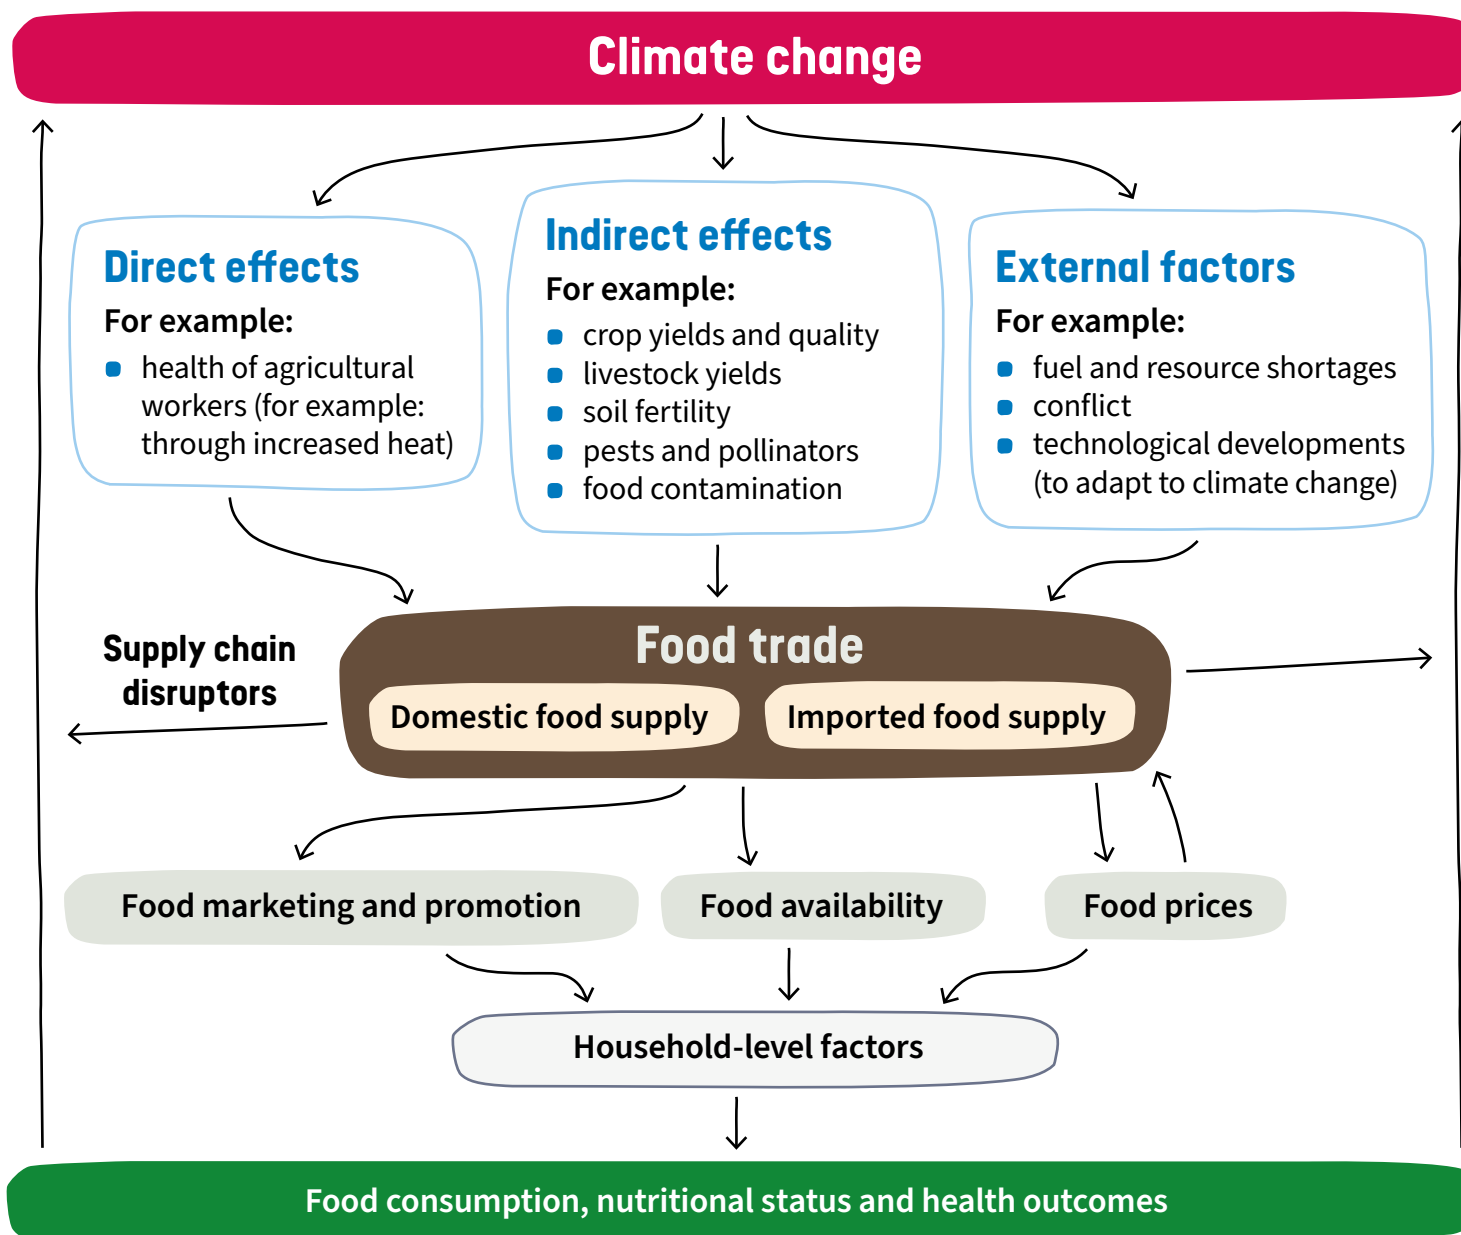 Climate change
Direct effects
For example:
health of agricultural
workers (for example:
through increased heat)
Indirect effects
For example:
crop yields and quality
livestock yields
soil fertility
pests and pollinators
food contamination
External factors
For example:
fuel and resource shortages
conflict
technological developments
(to adapt to climate change)
Supply chain
disruptors
Food trade
Domestic food supply
Imported food supply
Food marketing and promotion
Food availability
Food prices
Household-level factors
Food consumption, nutritional status and health outcomes